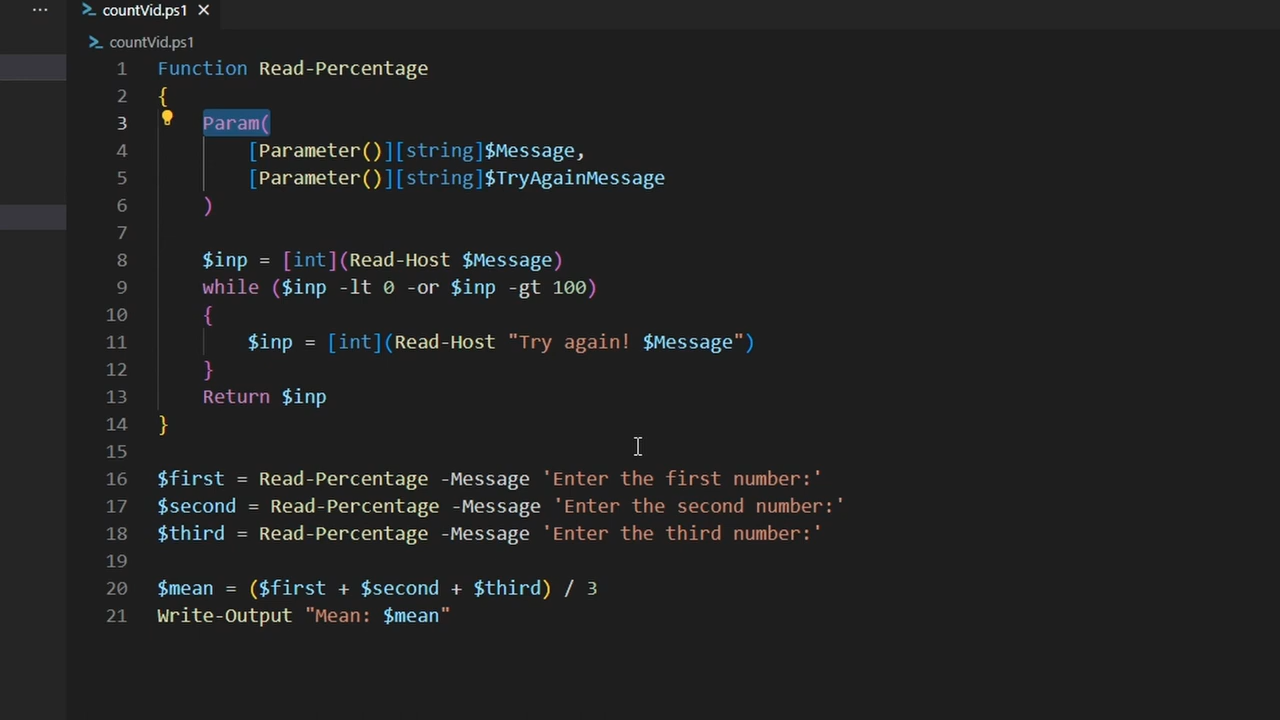 ... countVid.ps1 ×
countVid.ps1
1 Function Read-Percentage
2 {
3 Param(
4 [Parameter()][string]$Message,
5 [Parameter()][string]$TryAgainMessage
6 )
7
8 $inp = [int](Read-Host $Message)
9 while ($inp -lt 0 -or $inp -gt 100)
10 {
11 $inp = [int](Read-Host "Try again! $Message")
12 }
13 Return $inp
14 }
15
16 $first = Read-Percentage -Message 'Enter the first number:'
17 $second = Read-Percentage -Message 'Enter the second number:'
18 $third = Read-Percentage -Message 'Enter the third number:'
19
20 $mean = ($first + $second + $third) / 3
21 Write-Output "Mean: $mean"